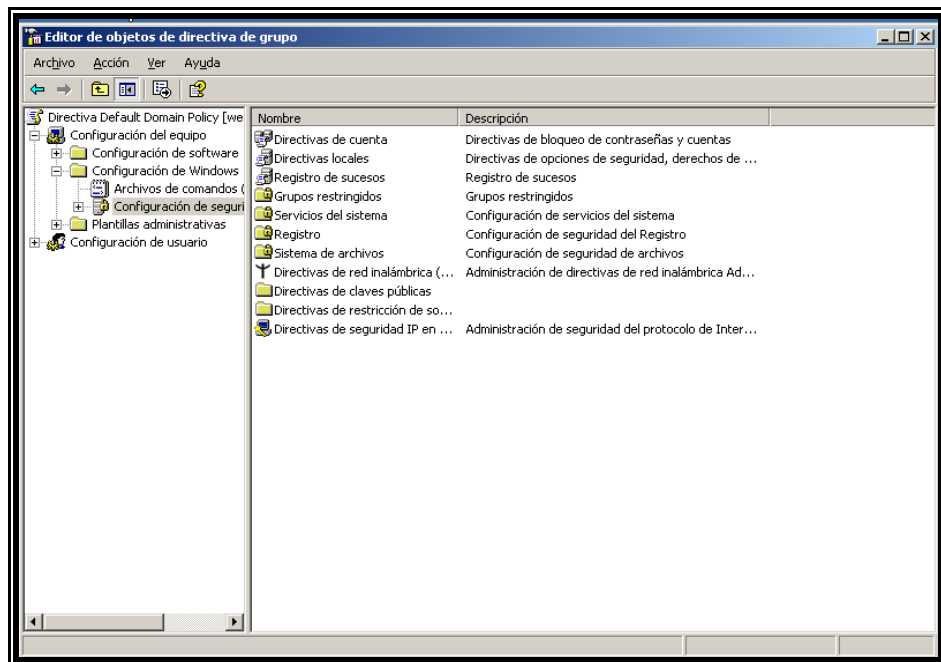 Editor de objetos de directiva de grupo
Archivo Acción Ver Ayuda
Directiva Default Domain Policy [we
Configuración del equipo
Configuración de software
Configuración de Windows
Archivos de comandos (
Configuración de seguri
Plantillas administrativas
Configuración de usuario
Nombre Descripción
Directivas de cuenta Directivas de bloqueo de contraseñas y cuentas
Directivas locales Directivas de opciones de seguridad, derechos de ...
Registro de sucesos Registro de sucesos
Grupos restringidos Grupos restringidos
Servicios del sistema Configuración de servicios del sistema
Registro Configuración de seguridad del Registro
Sistema de archivos Configuración de seguridad de archivos
Directivas de red inalámbrica (... Administración de directivas de red inalámbrica Ad...
Directivas de claves públicas
Directivas de restricción de so...
Directivas de seguridad IP en ... Administración de seguridad del protocolo de Inter...